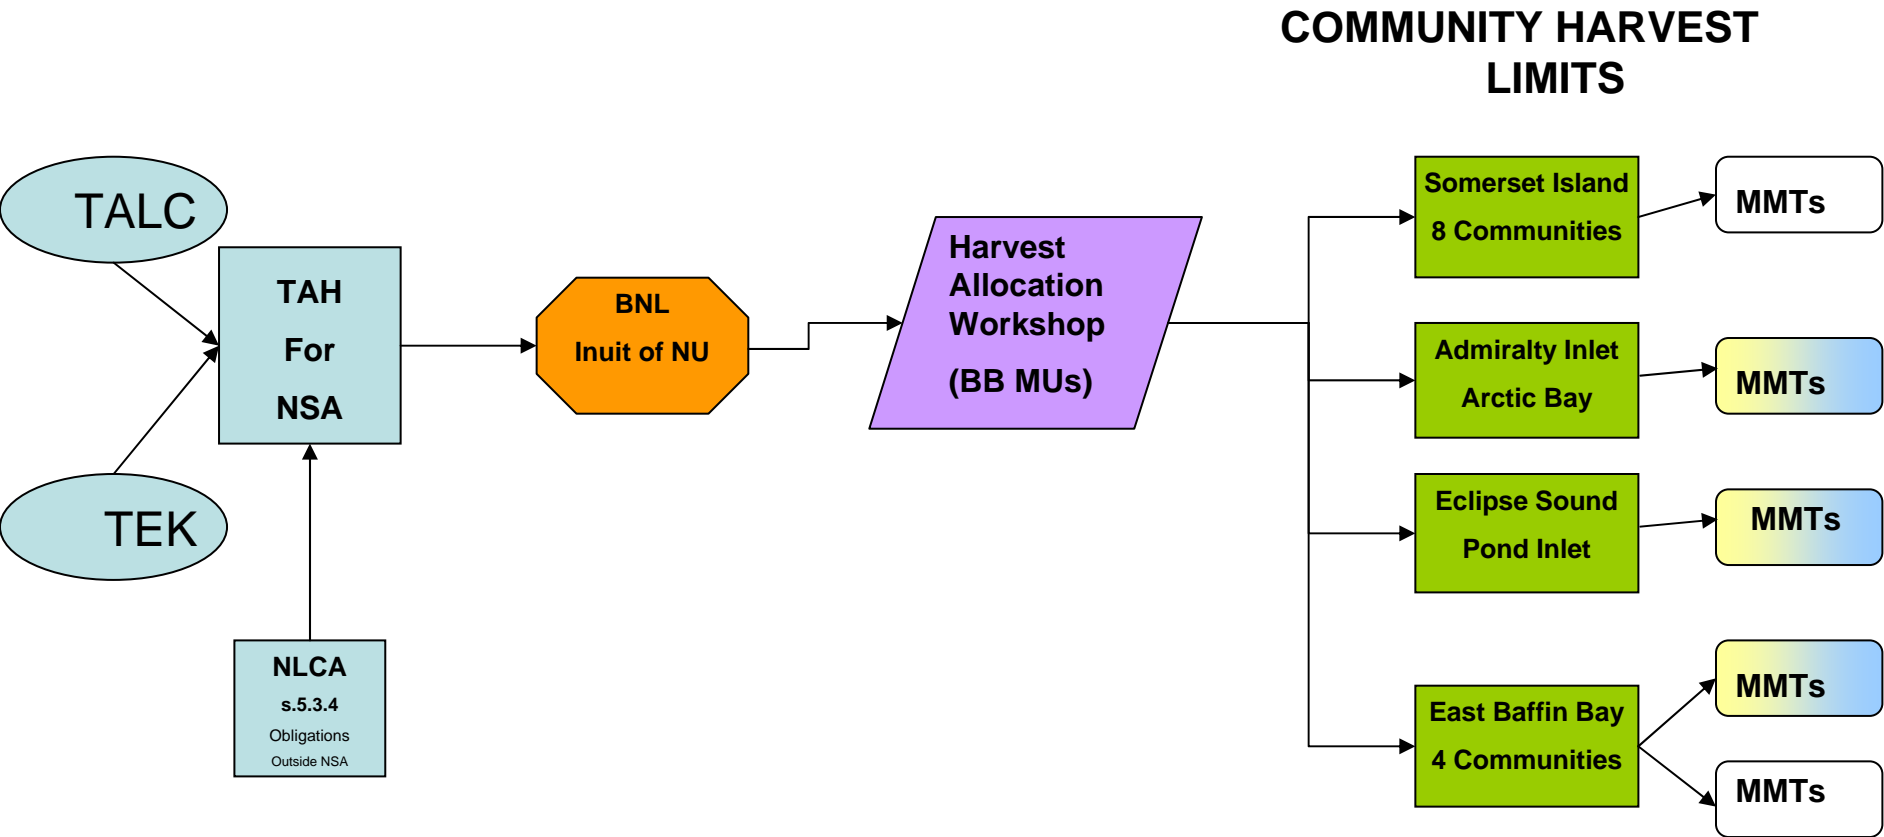 COMMUNITY HARVEST
LIMITS
TALC
TEK
TAH
For
NSA
NLCA
s.5.3.4
Obligations
Outside NSA
BNL
Inuit of NU
Harvest
Allocation
Workshop
(BB MUs)
Somerset Island
8 Communities
MMTs
Admiralty Inlet
Arctic Bay
MMTs
Eclipse Sound
Pond Inlet
MMTs
East Baffin Bay
4 Communities
MMTs
MMTs